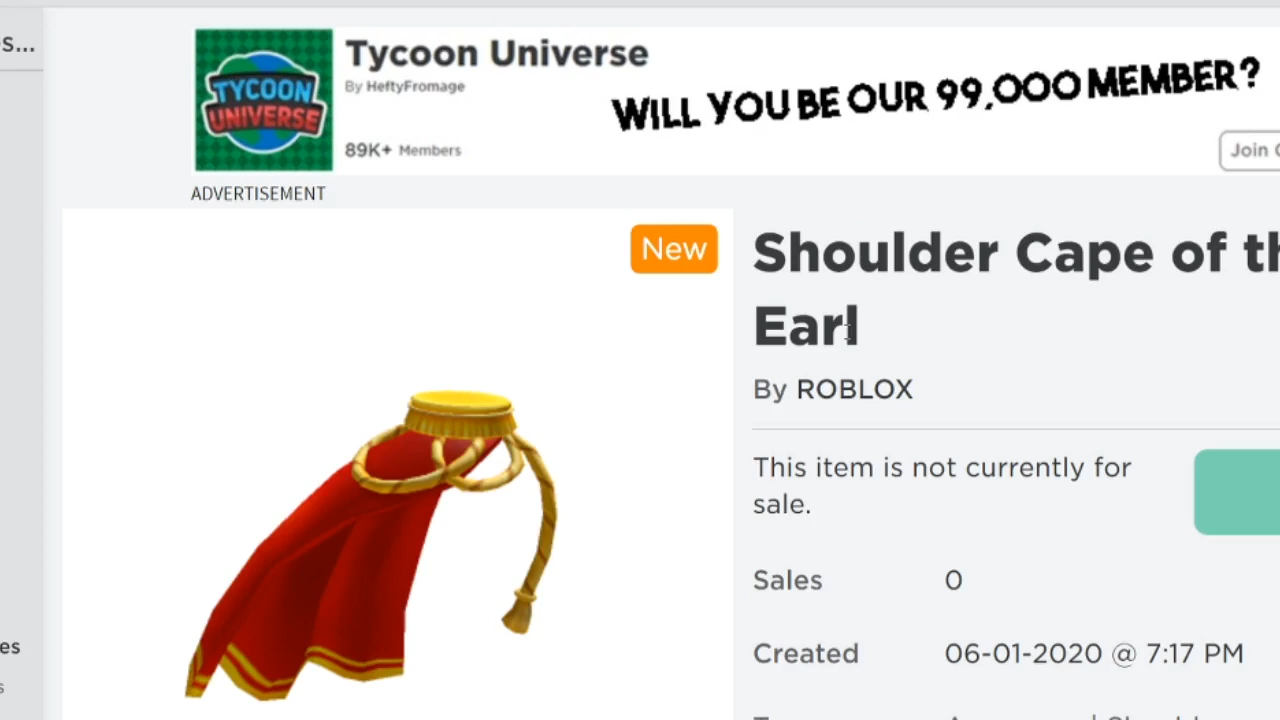 s...
Tycoon Universe
By HeftyFromage
89K+ Members
TYCOON
UNIVERSE
WILL YOU BE OUR 99,000 MEMBER?
Join
ADVERTISEMENT
New
Shoulder Cape of th
Earl
By ROBLOX
This item is not currently for
sale.
Sales 0
Created 06-01-2020 @ 7:17 PM
es
s